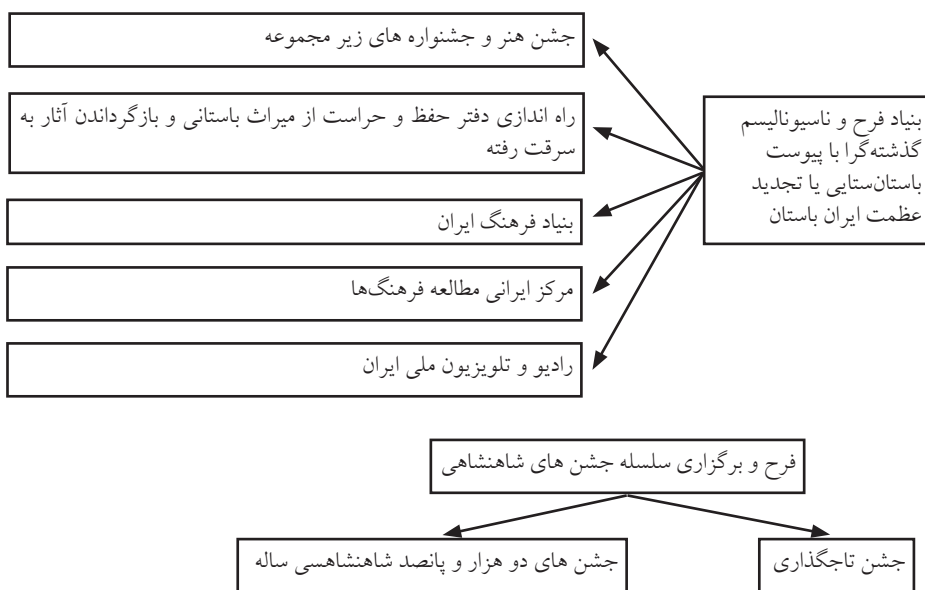 جشن هنر و جشنواره های زیر مجموعه
راه اندازی دفتر حفظ و حراست از میراث باستانی و بازگرداندن آثار به
سرقت رفته
بنیاد فرهنگ ایران
مرکز ایرانی مطالعه فرهنگ‌ها
رادیو و تلویزیون ملی ایران
بنیاد فرح و ناسیونالیسم
گذشته‌گرا با پیوست
باستان‌ستایی یا تجدید
عظمت ایران باستان
فرح و برگزاری سلسله جشن های شاهنشاهی
جشن تاجگذاری
جشن های دو هزار و پانصد شاهنشاهسی ساله